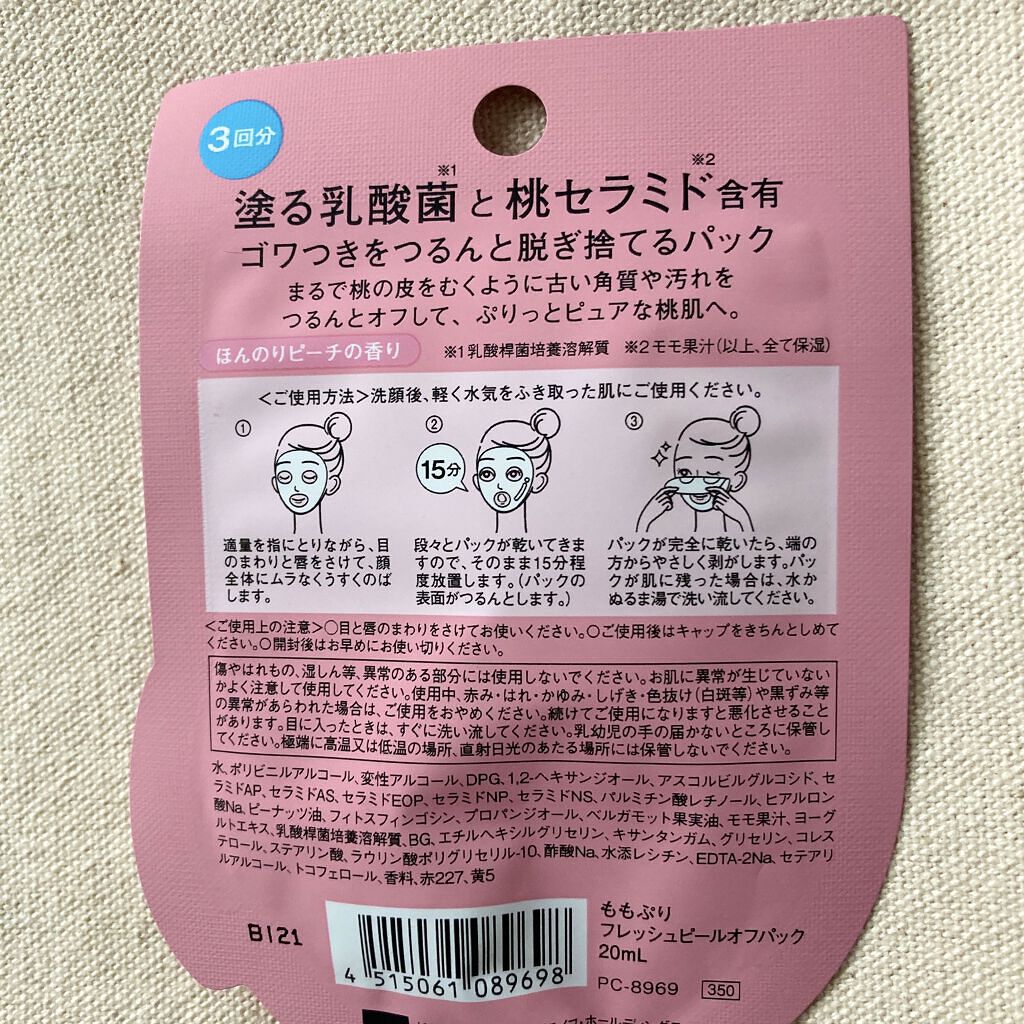 3回分
塗る乳酸菌※1と桃セラミド※2含有
ゴワつきをつるんと脱ぎ捨てるパック
まるで桃の皮をむくように古い角質や汚れを
つるんとオフして、ぷりっとピュアな桃肌へ。
ほんのりピーチの香り ※1乳酸桿菌培養溶解質 ※2モモ果汁(以上、全て保湿)
<ご使用方法>洗顔後、軽く水気をふき取った肌にご使用ください。
①
適量を指にとりながら、目
のまわりと唇をさけて、顔
全体にムラなくうすくのば
します。
②
15分
段々とパックが乾いてきま
すので、そのまま15分程
度放置します。(パックの
表面がつるんとします。)
③
パックが完全に乾いたら、端の
方からやさしく剥がします。パッ
クが肌に残った場合は、水か
ぬるま湯で洗い流してください。
<ご使用上の注意>○目と唇のまわりをさけてお使いください。○ご使用後はキャップをきちんとしめて
ください。○開封後はお早めにお使い切りください。
傷やはれもの、湿しん等、異常のある部分には使用しないでください。お肌に異常が生じていない
かよく注意して使用してください。使用中、赤み・はれ・かゆみ・しげき・色抜け(白斑等)や黒ずみ等
の異常があらわれた場合は、ご使用をおやめください。続けてご使用になりますと悪化させること
があります。目に入ったときは、すぐに洗い流してください。乳幼児の手の届かないところに保管し
てください。極端に高温又は低温の場所、直射日光のあたる場所には保管しないでください。
水、ポリビニルアルコール、変性アルコール、DPG、1,2-ヘキサンジオール、アスコルビルグルコシド、セ
ラミドAP、セラミドAS、セラミドEOP、セラミドNP、セラミドNS、パルミチン酸レチノール、ヒアルロン
酸Na、ピーナッツ油、フィトスフィンゴシン、プロパンジオール、ベルガモット果実油、モモ果汁、ヨーグ
ルトエキス、乳酸桿菌培養溶解質、BG、エチルヘキシルグリセリン、キサンタンガム、グリセリン、コレス
テロール、ステアリン酸、ラウリン酸ポリグリセリル-10、酢酸Na、水添レシチン、EDTA-2Na、セテアリ
ルアルコール、トコフェロール、香料、赤227、黄5
BI21
4 515061 089698
ももぷり
フレッシュピールオフパック
20mL
PC-8969 350